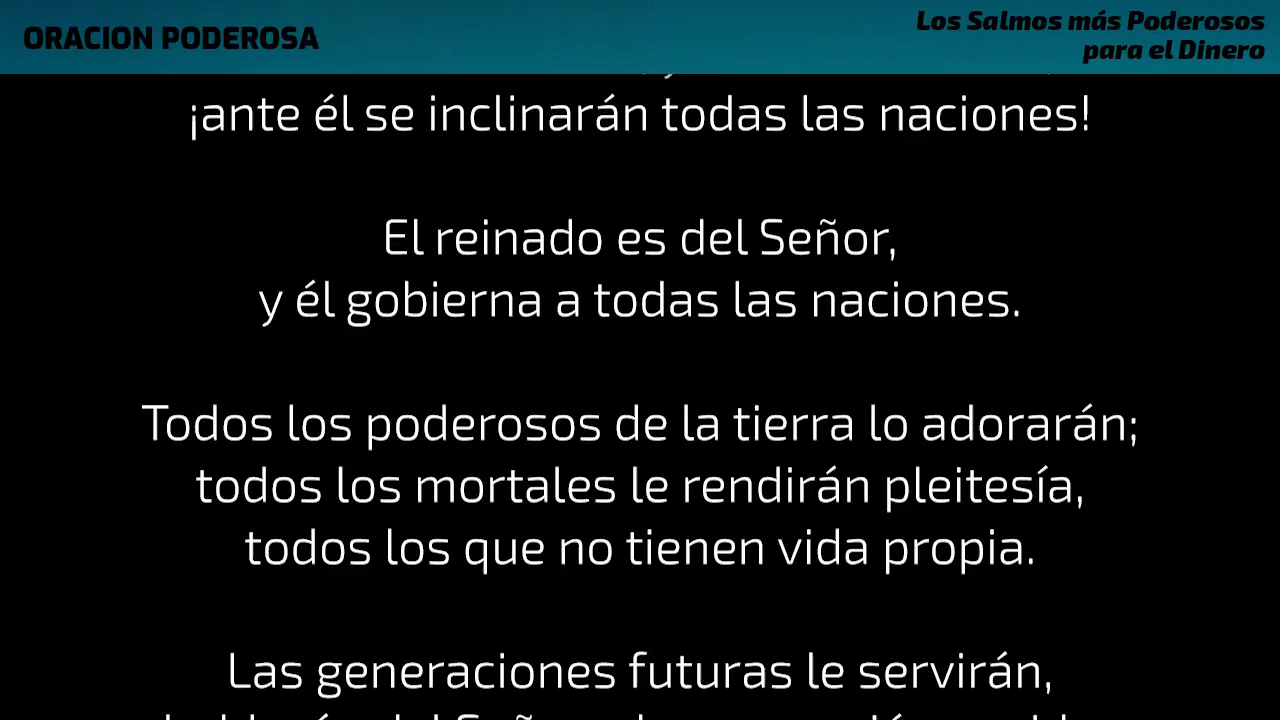 ORACION PODEROSA
Los Salmos más Poderosos
para el Dinero
¡ante él se inclinarán todas las naciones!
El reinado es del Señor,
y él gobierna a todas las naciones.
Todos los poderosos de la tierra lo adorarán;
todos los mortales le rendirán pleitesía,
todos los que no tienen vida propia.
Las generaciones futuras le servirán,